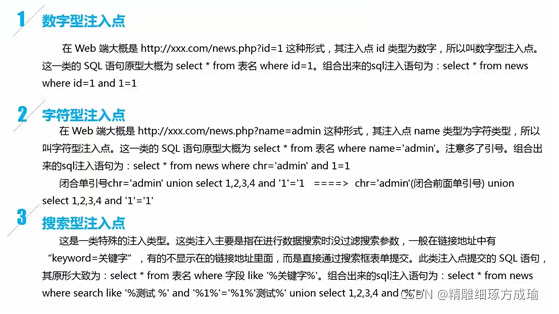 1 数字型注入点
在 Web 端大概是 http://xxx.com/news.php?id=1 这种形式，其注入点 id 类型为数字，所以叫数字型注入点。
这一类的 SQL 语句原型大概为 select * from 表名 where id=1。组合出来的sql注入语句为：select * from news
where id=1 and 1=1
2 字符型注入点
在 Web 端大概是 http://xxx.com/news.php?name=admin 这种形式，其注入点 name 类型为字符类型，所以
叫字符型注入点。这一类的 SQL 语句原型大概为 select * from 表名 where name='admin'。注意多了引号。组合出
来的sql注入语句为：select * from news where chr='admin' and 1=1
闭合单引号chr='admin' union select 1,2,3,4 and '1'='1 ====> chr='admin'(闭合前面单引号) union
select 1,2,3,4 and '1'='1'
3 搜索型注入点
这是一类特殊的注入类型。这类注入主要是指在进行数据搜索时没过滤搜索参数，一般在链接地址中有
“keyword=关键字”，有的不显示在的链接地址里面，而是直接通过搜索框表单提交。此类注入点提交的 SQL 语句，
其原形大致为：select * from 表名 where 字段 like '%关键字%'。组合出来的sql注入语句为：select * from news
where search like '%测试 %' and '%1%'='%1%'测试%' union select 1,2,3,4 and '%'='
CSDN @精雕细琢方成瑜